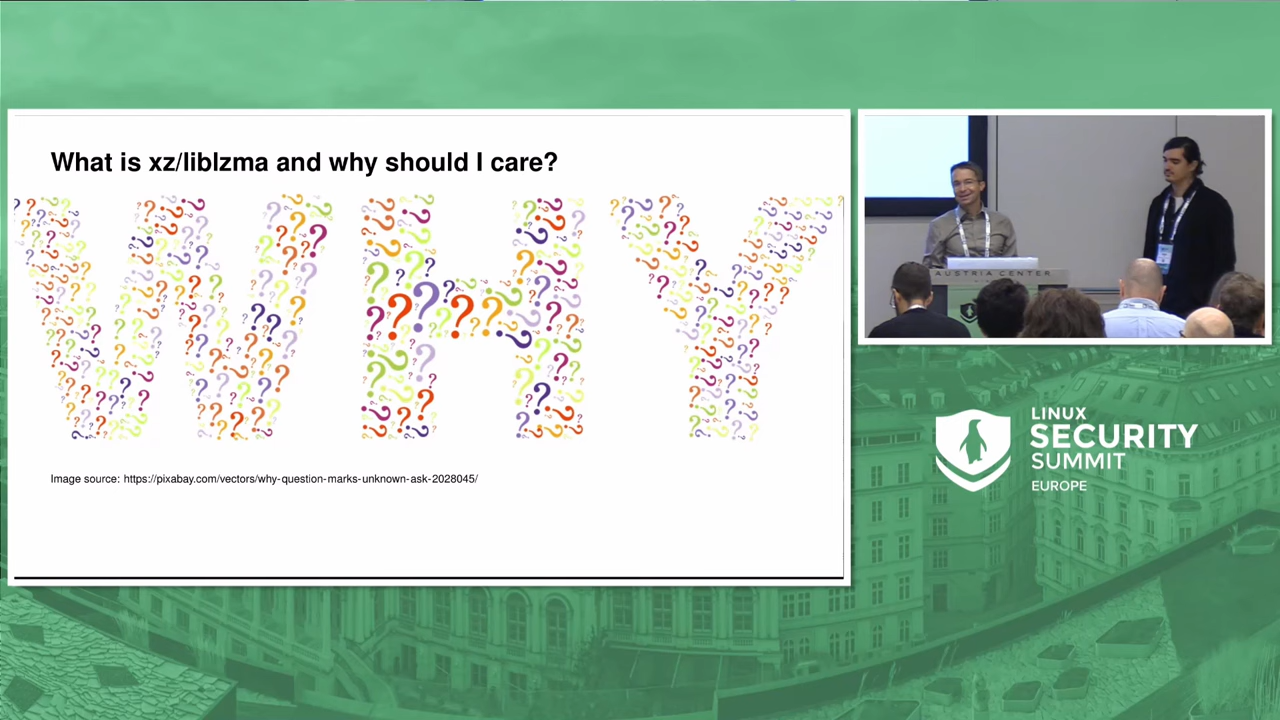 What is xz/liblzma and why should I care?
WHY
Image source: https://pixabay.com/vectors/why-question-marks-unknown-ask-2028045/
AUSTRIA CENTER
LINUX
SECURITY
SUMMIT
EUROPE